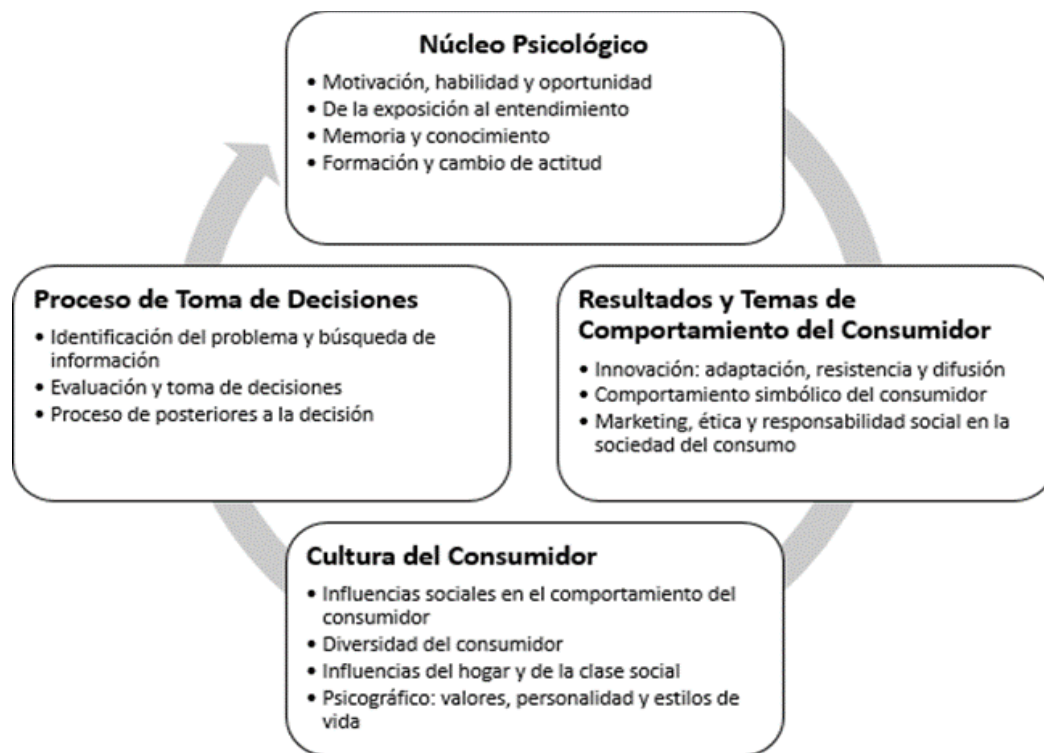 Núcleo Psicológico
• Motivación, habilidad y oportunidad
• De la exposición al entendimiento
• Memoria y conocimiento
• Formación y cambio de actitud
Proceso de Toma de Decisiones
• Identificación del problema y búsqueda de
información
• Evaluación y toma de decisiones
• Proceso de posteriores a la decisión
Resultados y Temas de
Comportamiento del Consumidor
• Innovación: adaptación, resistencia y difusión
• Comportamiento simbólico del consumidor
• Marketing, ética y responsabilidad social en la
sociedad del consumo
Cultura del Consumidor
• Influencias sociales en el comportamiento del
consumidor
• Diversidad del consumidor
• Influencias del hogar y de la clase social
• Psicográfico: valores, personalidad y estilos de
vida